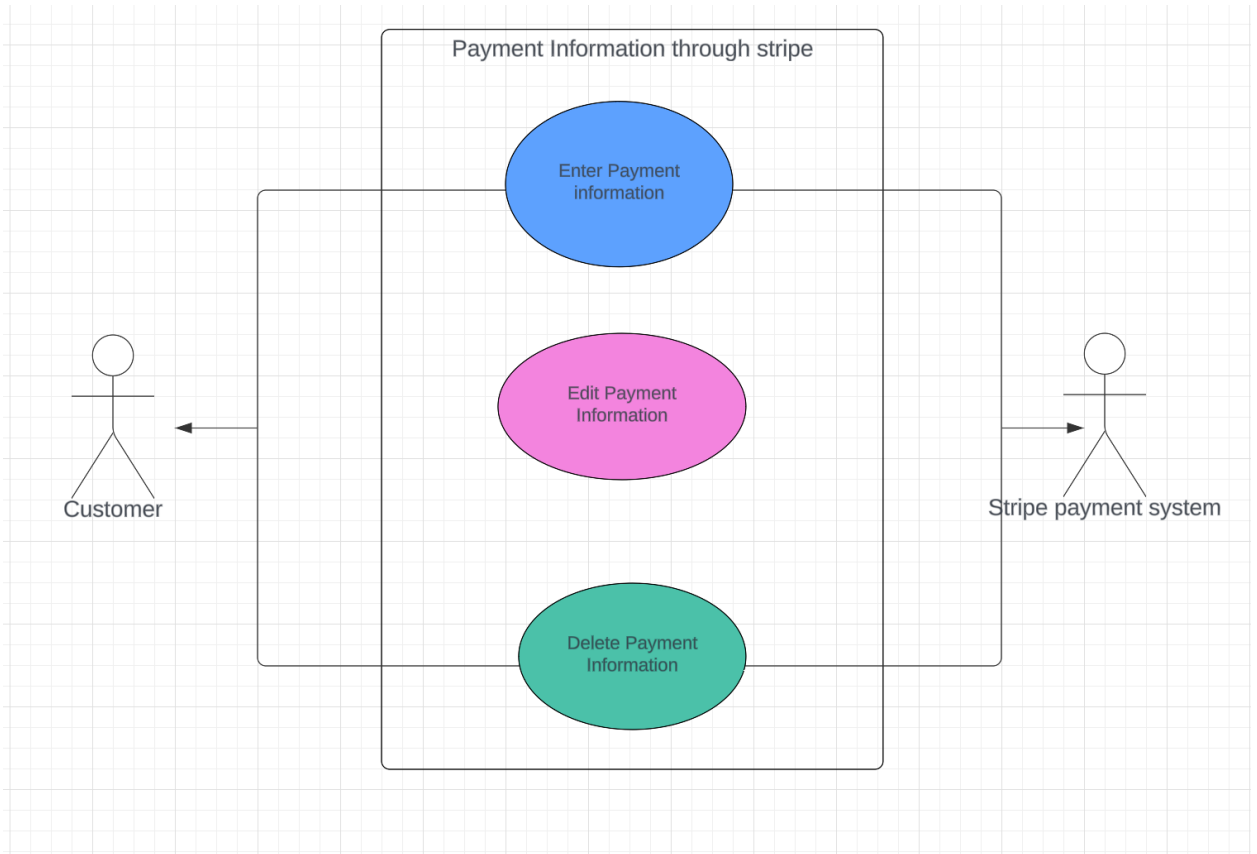 Payment Information through stripe
Enter Payment
information
Edit Payment
Information
Customer
Stripe payment system
Delete Payment
Information